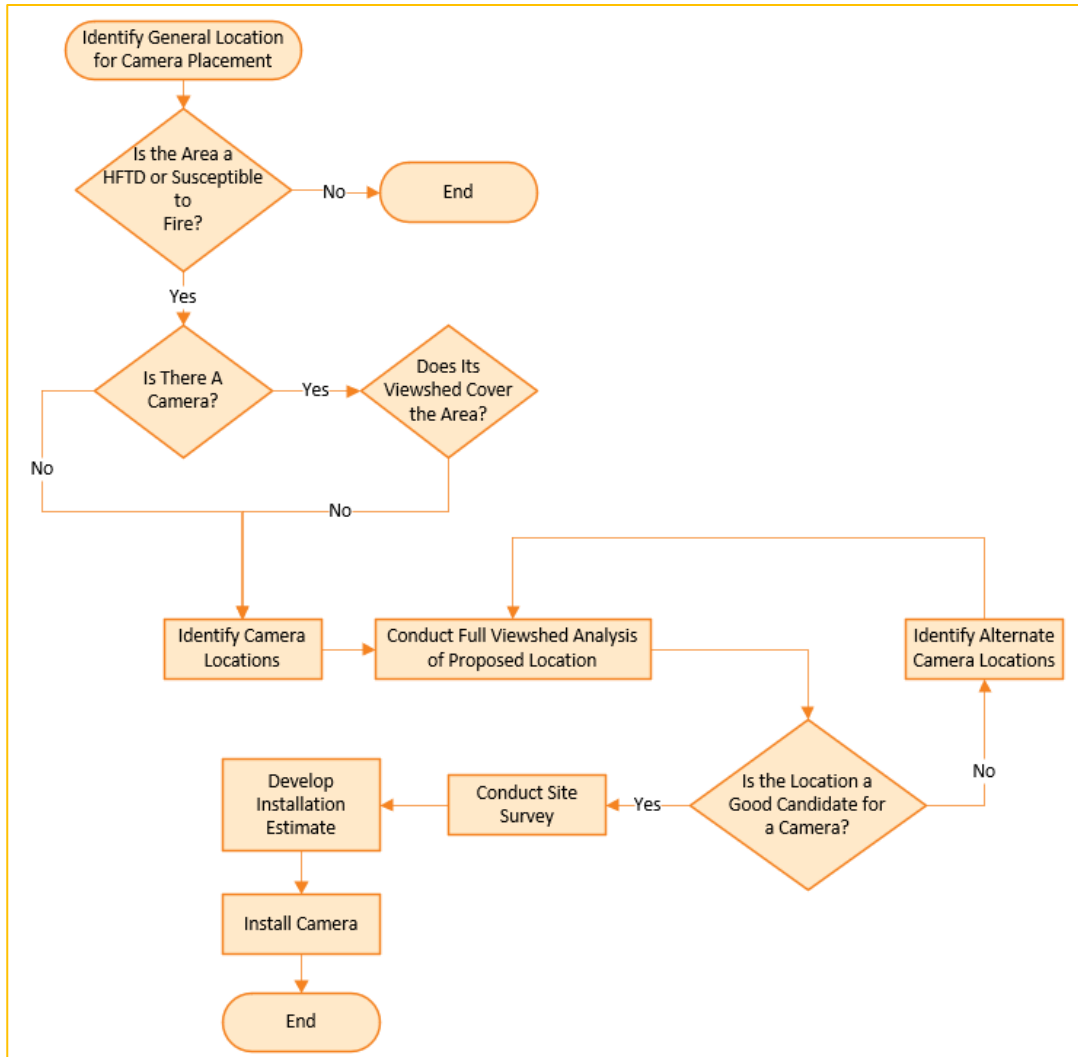 Identify General Location
for Camera Placement
Is the Area a
HFTD or Susceptible
to
Fire?
No
End
Yes
Is There A
Camera?
Yes
Does Its
Viewshed Cover
the Area?
No
No
Identify Camera
Locations
Conduct Full Viewshed Analysis
of Proposed Location
Identify Alternate
Camera Locations
Is the Location a
Good Candidate for
a Camera?
No
Yes
Conduct Site
Survey
Develop
Installation
Estimate
Install Camera
End